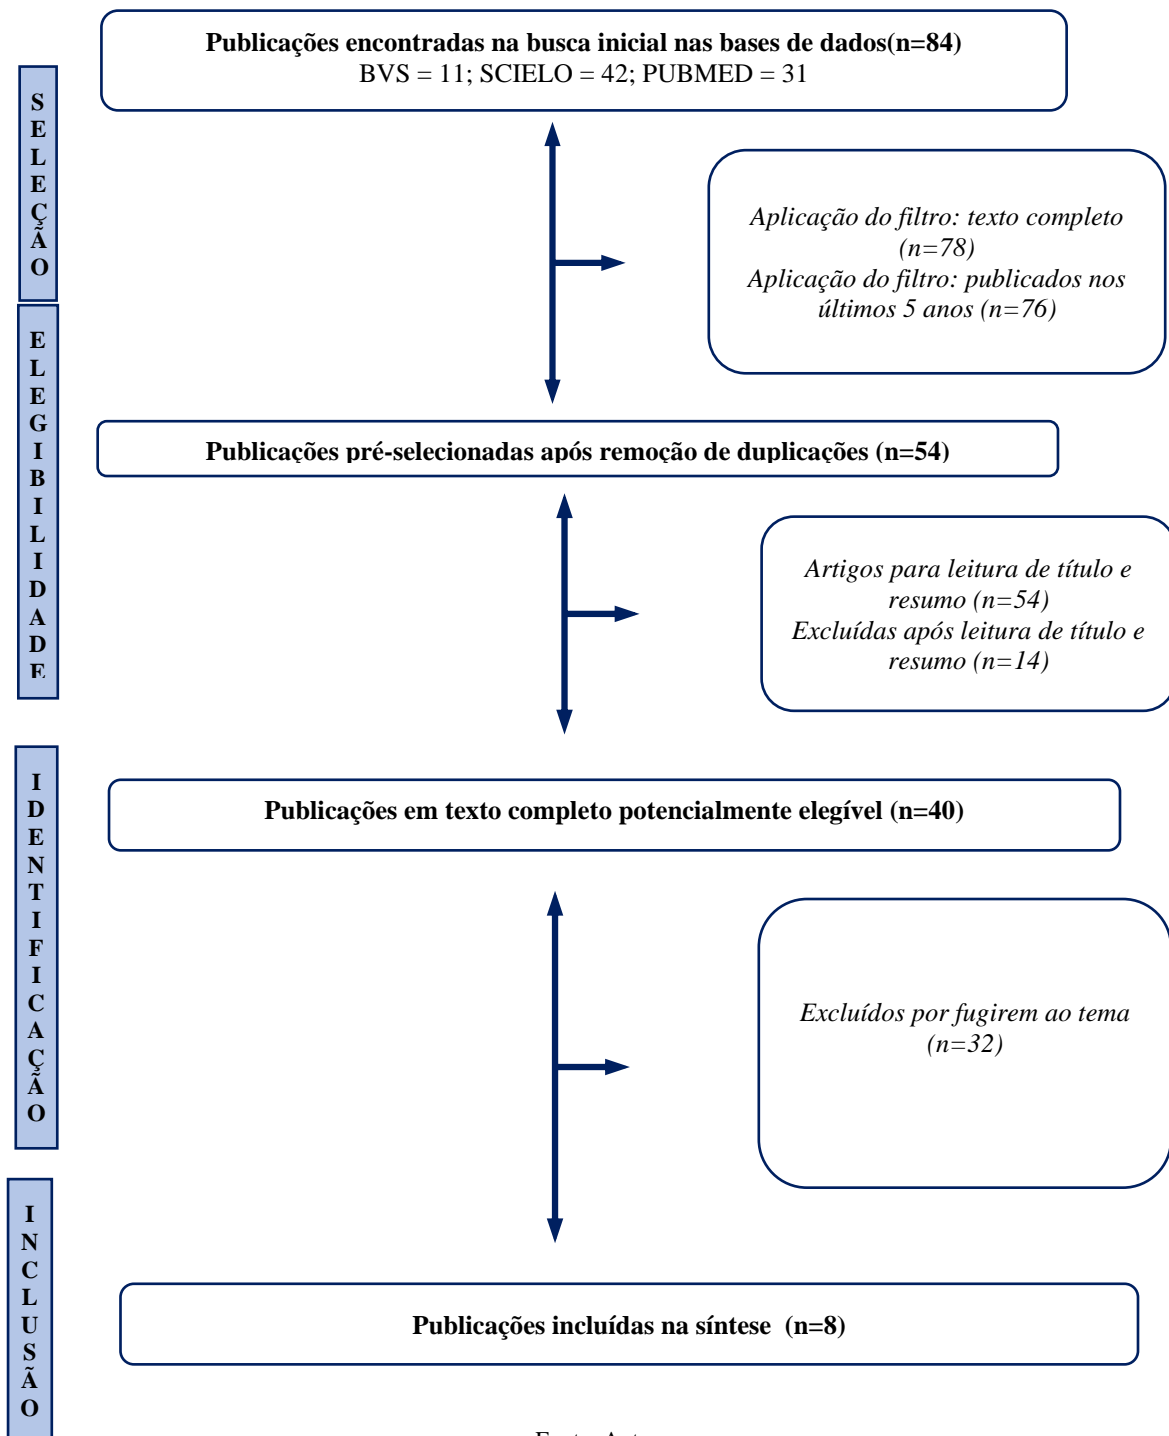 Publicações encontradas na busca inicial nas bases de dados(n=84)
BVS = 11; SCIELO = 42; PUBMED = 31
SELEÇÃO
Aplicação do filtro: texto completo
(n=78)
Aplicação do filtro: publicados nos
últimos 5 anos (n=76)
ELEGIBILIDADE
Publicações pré-selecionadas após remoção de duplicações (n=54)
Artigos para leitura de título e
resumo (n=54)
Excluídas após leitura de título e
resumo (n=14)
IDENTIFICAÇÃO
Publicações em texto completo potencialmente elegível (n=40)
Excluídos por fugirem ao tema
(n=32)
INCLUSÃO
Publicações incluídas na síntese (n=8)